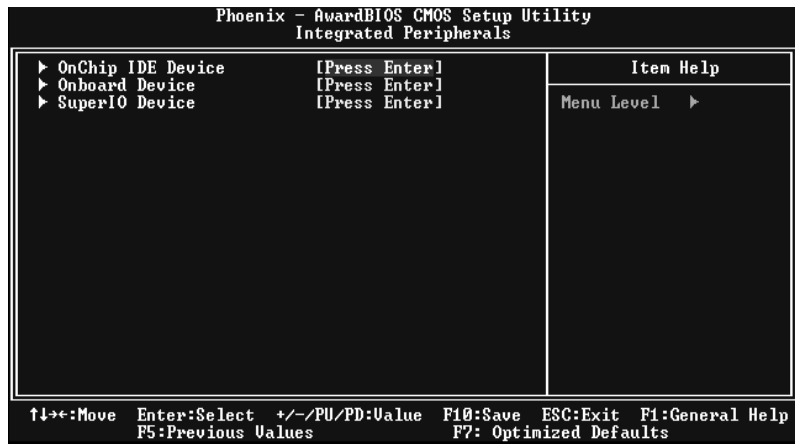 Phoenix - AwardBIOS CMOS Setup Utility
Integrated Peripherals
▶ OnChip IDE Device [Press Enter]
▶ Onboard Device [Press Enter]
▶ SuperIO Device [Press Enter]
Item Help
Menu Level ▶
↑↓→←:Move Enter:Select +/-/PU/PD:Value F10:Save ESC:Exit F1:General Help
F5:Previous Values F7: Optimized Defaults